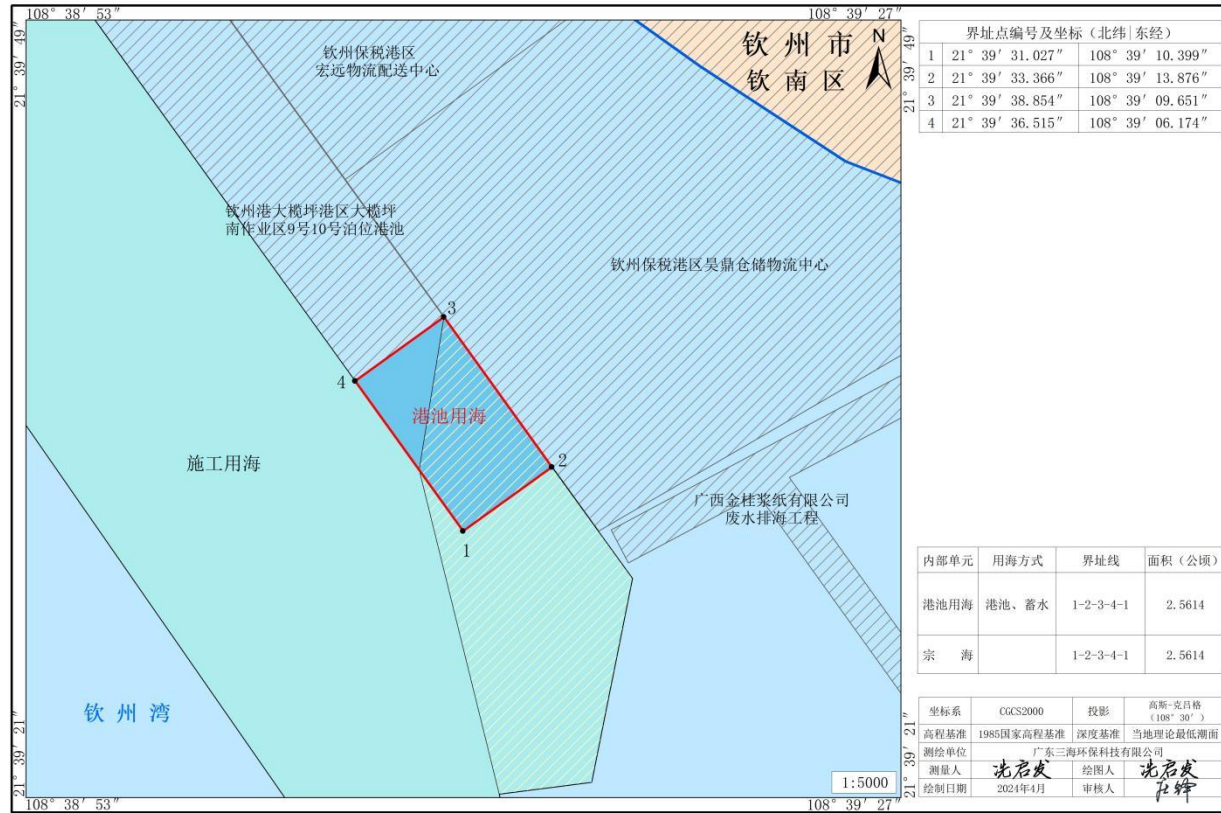 108° 38′ 53″
108° 39′ 27″
21° 39′ 49″
21° 39′ 49″
钦州保税港区
宏远物流配送中心
钦州市
钦南区
N
钦州港大榄坪港区大榄坪
南作业区9号10号泊位港池
钦州保税港区昊鼎仓储物流中心
3
4
港池用海
2
施工用海
1
广西金桂浆纸有限公司
废水排海工程
钦州湾
1:5000
21° 39′ 21″
21° 39′ 21″
108° 38′ 53″
108° 39′ 27″
界址点编号及坐标（北纬|东经）
1 21° 39′ 31.027″ 108° 39′ 10.399″
2 21° 39′ 33.366″ 108° 39′ 13.876″
3 21° 39′ 38.854″ 108° 39′ 09.651″
4 21° 39′ 36.515″ 108° 39′ 06.174″
内部单元 用海方式 界址线 面积（公顷）
港池用海 港池、蓄水 1-2-3-4-1 2.5614
宗 海 1-2-3-4-1 2.5614
坐标系 CGCS2000 投影 高斯-克吕格
（108° 30′）
高程基准 1985国家高程基准 深度基准 当地理论最低潮面
测绘单位 广东三海环保科技有限公司
测量人 冼启发 绘图人 冼启发
绘制日期 2024年4月 审核人